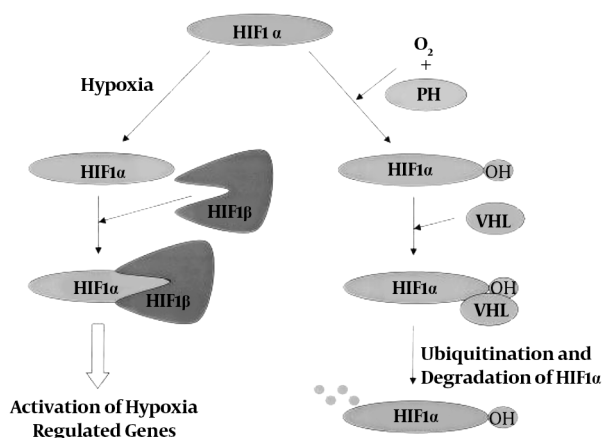 HIF1 α
O₂
+
PH
Hypoxia
HIF1α
HIF1β
HIF1α
HIF1β
Activation of Hypoxia
Regulated Genes
HIF1α
OH
VHL
HIF1α
OH
VHL
Ubiquitination and
Degradation of HIF1α
HIF1α
OH